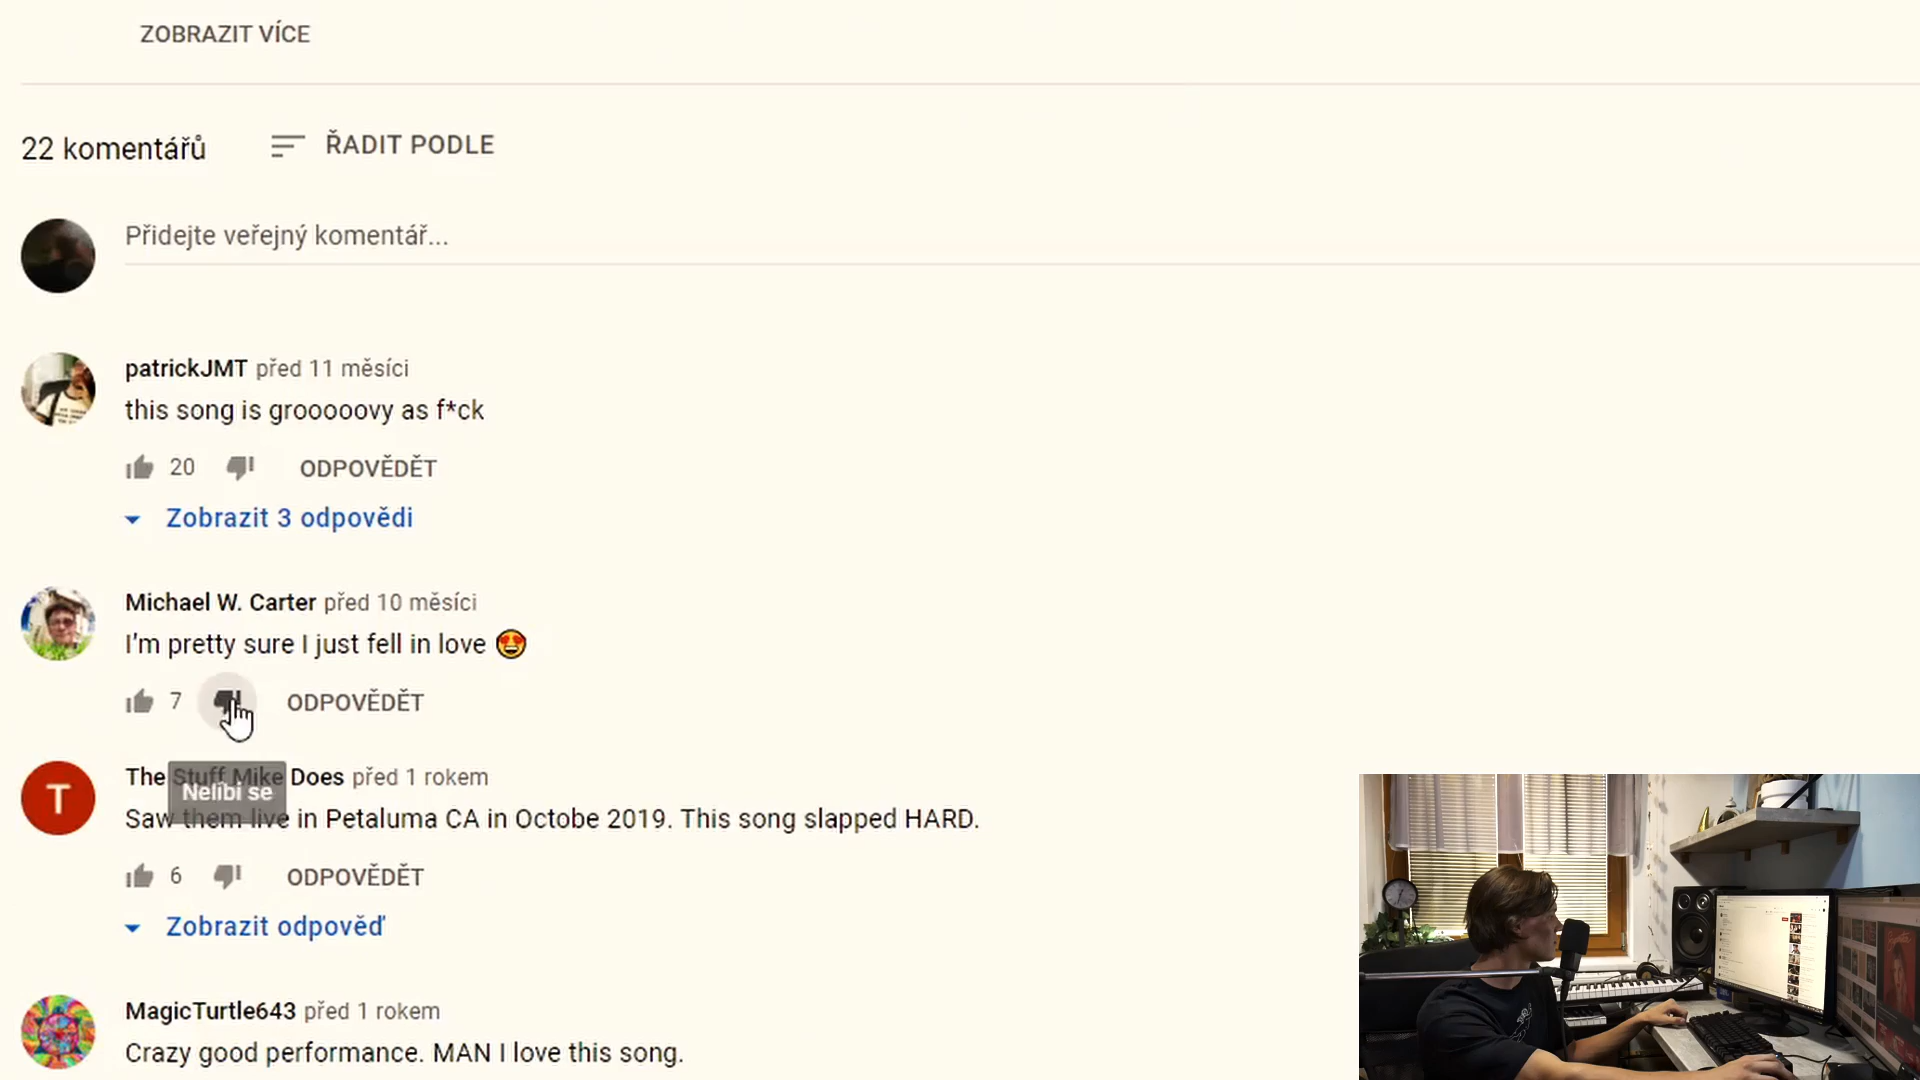 ZOBRAZIT VÍCE
22 komentářů ŘADIT PODLE
Přidejte veřejný komentář...
patrickJMT před 11 měsíci
this song is grooooovy as f*ck
20 ODPOVĚDĚT
Zobrazit 3 odpovědi
Michael W. Carter před 10 měsíci
I'm pretty sure I just fell in love
7 ODPOVĚDĚT
T
The Stuff Mike Does před 1 rokem
Nelíbi se
Saw them live in Petaluma CA in Octobe 2019. This song slapped HARD.
6 ODPOVĚDĚT
Zobrazit odpověď
MagicTurtle643 před 1 rokem
Crazy good performance. MAN I love this song.